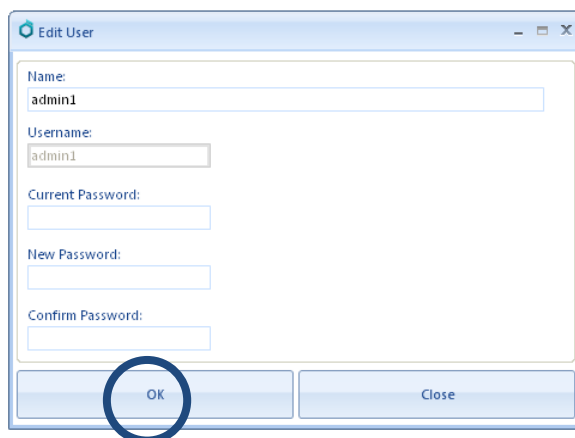 Edit User
Name:
admin1
Username:
admin1
Current Password:
New Password:
Confirm Password:
OK Close